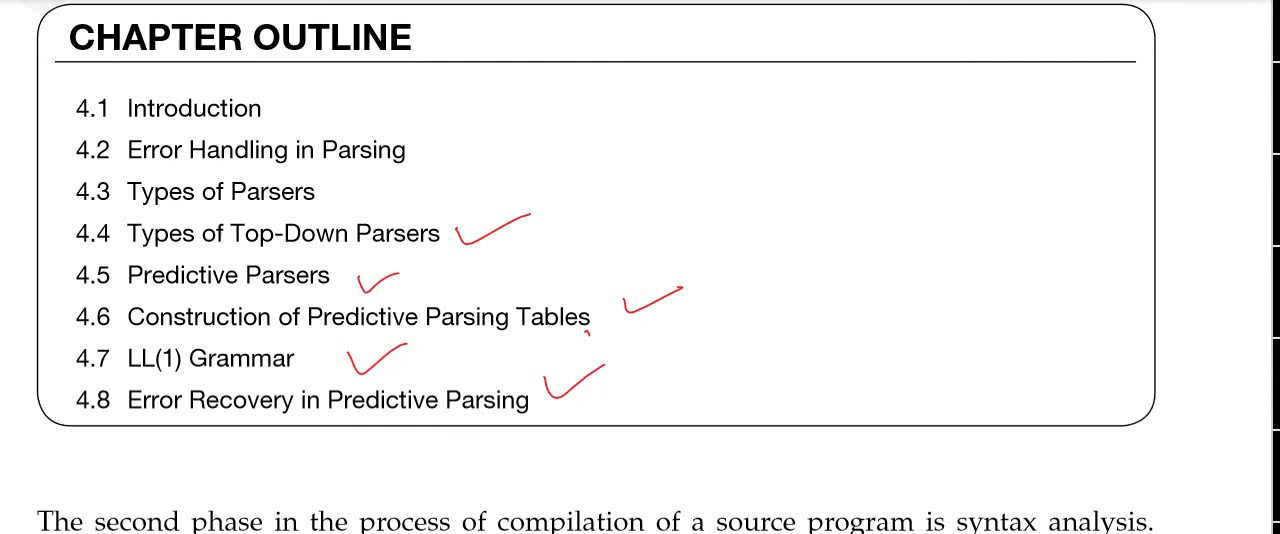 CHAPTER OUTLINE
4.1 Introduction
4.2 Error Handling in Parsing
4.3 Types of Parsers
4.4 Types of Top-Down Parsers
4.5 Predictive Parsers
4.6 Construction of Predictive Parsing Tables
4.7 LL(1) Grammar
4.8 Error Recovery in Predictive Parsing
The second phase in the process of compilation of a source program is syntax analysis.